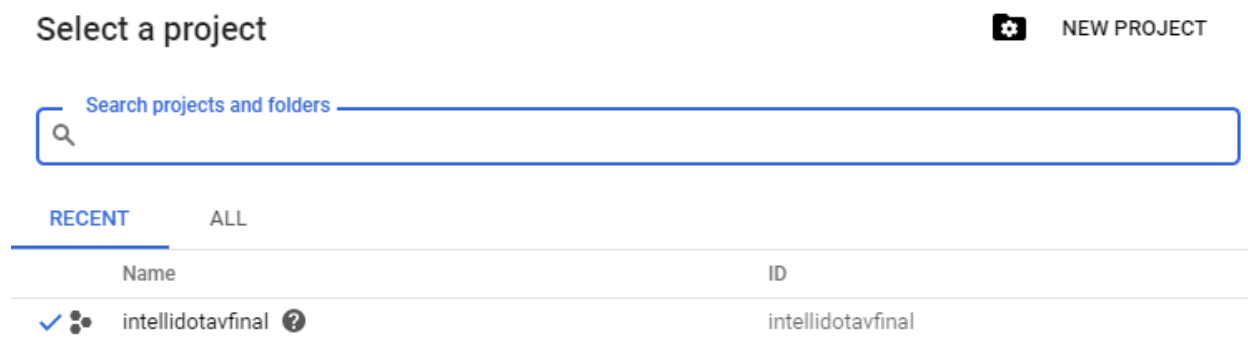 Select a project
NEW PROJECT
Search projects and folders
RECENT ALL
Name ID
intellidotavfinal ? intellidotavfinal